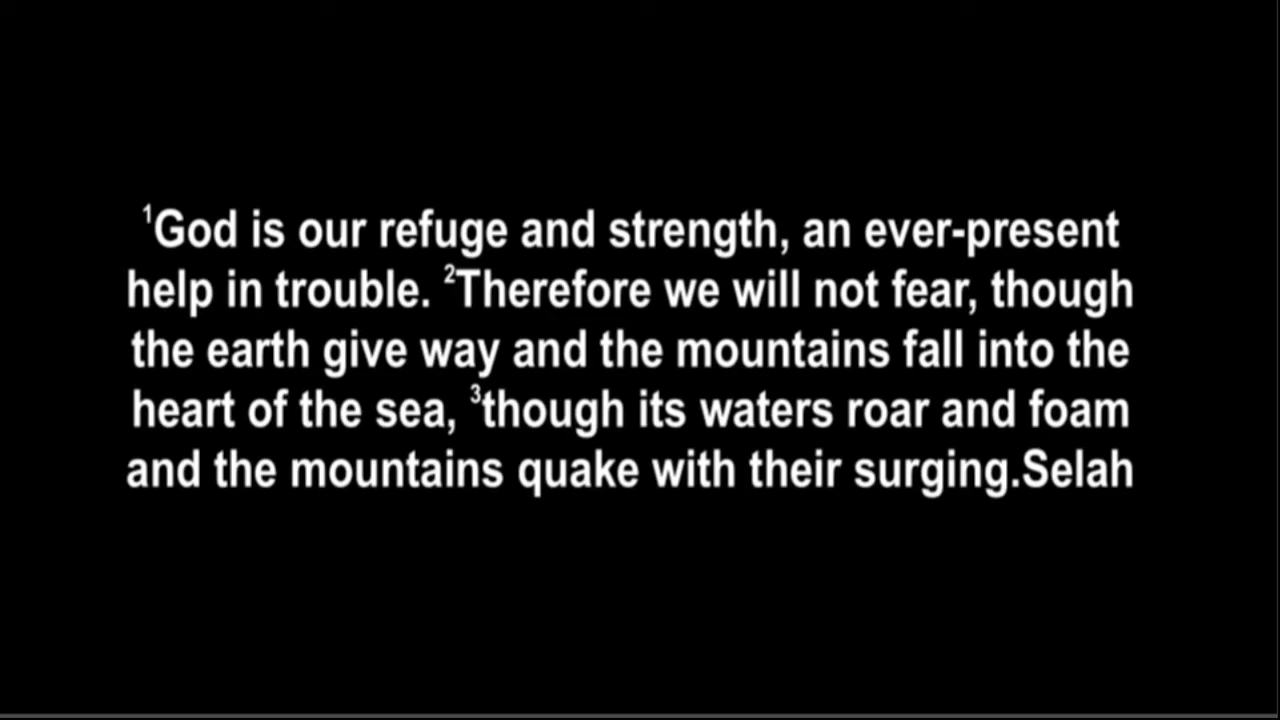 ¹God is our refuge and strength, an ever-present
help in trouble. ²Therefore we will not fear, though
the earth give way and the mountains fall into the
heart of the sea, ³though its waters roar and foam
and the mountains quake with their surging.Selah